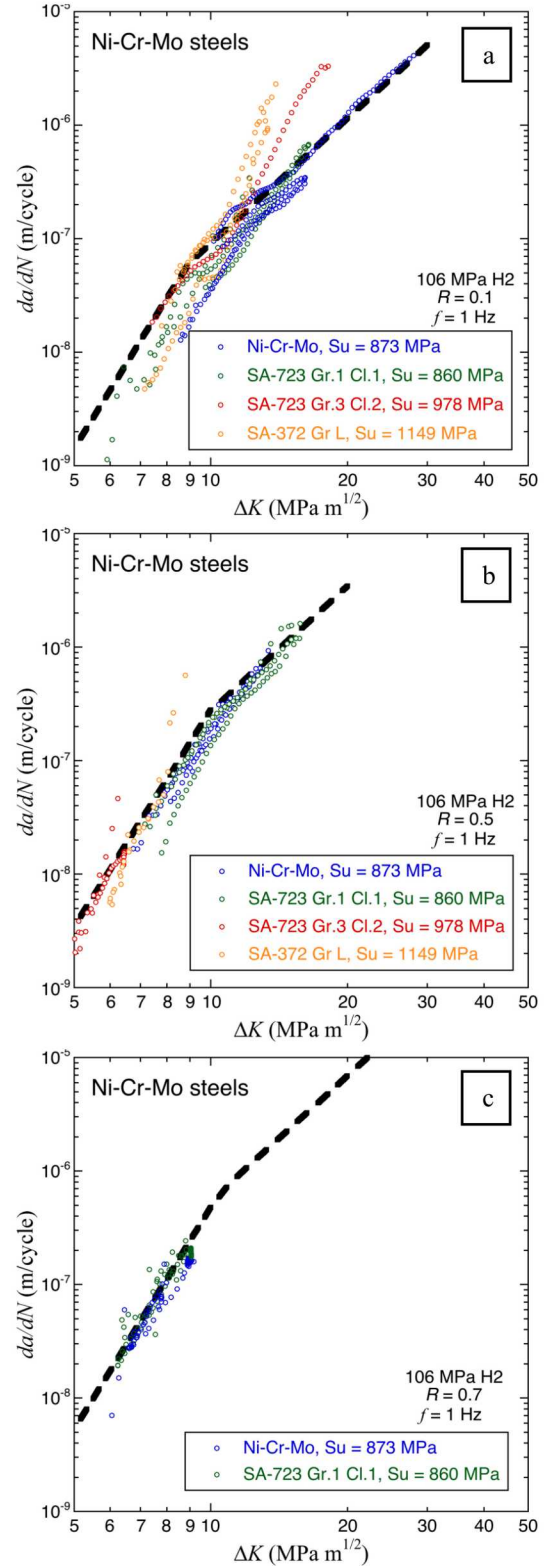 Ni-Cr-Mo steels
a
10⁻⁵
10⁻⁶
10⁻⁷
10⁻⁸
10⁻⁹
da/dN (m/cycle)
106 MPa H2
R = 0.1
f = 1 Hz
Ni-Cr-Mo, Su = 873 MPa
SA-723 Gr.1 Cl.1, Su = 860 MPa
SA-723 Gr.3 Cl.2, Su = 978 MPa
SA-372 Gr L, Su = 1149 MPa
5 6 7 8 9 10 20 30 40 50
ΔK (MPa m^1/2)
Ni-Cr-Mo steels
b
10⁻⁵
10⁻⁶
10⁻⁷
10⁻⁸
10⁻⁹
da/dN (m/cycle)
106 MPa H2
R = 0.5
f = 1 Hz
Ni-Cr-Mo, Su = 873 MPa
SA-723 Gr.1 Cl.1, Su = 860 MPa
SA-723 Gr.3 Cl.2, Su = 978 MPa
SA-372 Gr L, Su = 1149 MPa
5 6 7 8 9 10 20 30 40 50
ΔK (MPa m^1/2)
Ni-Cr-Mo steels
c
10⁻⁵
10⁻⁶
10⁻⁷
10⁻⁸
10⁻⁹
da/dN (m/cycle)
106 MPa H2
R = 0.7
f = 1 Hz
Ni-Cr-Mo, Su = 873 MPa
SA-723 Gr.1 Cl.1, Su = 860 MPa
5 6 7 8 9 10 20 30 40 50
ΔK (MPa m^1/2)